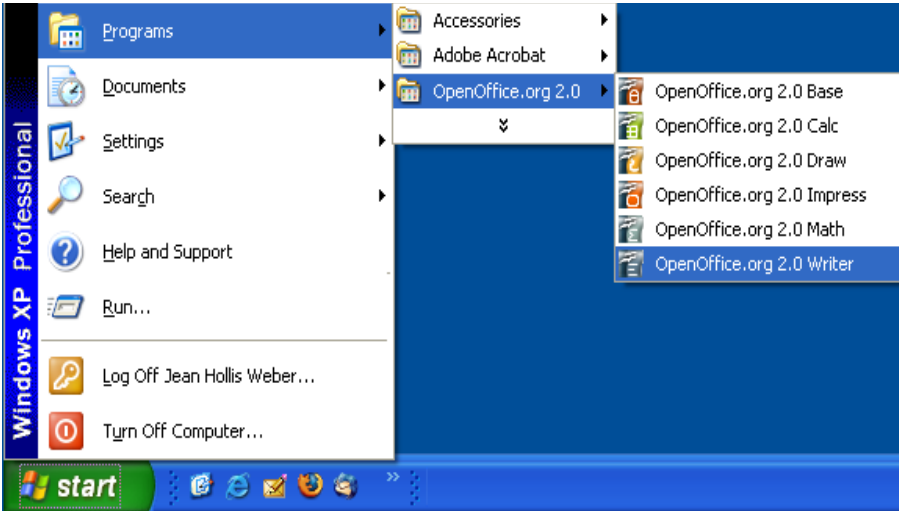 Windows XP Professional
Programs
Documents
Settings
Search
Help and Support
Run...
Log Off Jean Hollis Weber...
Turn Off Computer...
start
Accessories
Adobe Acrobat
OpenOffice.org 2.0
OpenOffice.org 2.0 Base
OpenOffice.org 2.0 Calc
OpenOffice.org 2.0 Draw
OpenOffice.org 2.0 Impress
OpenOffice.org 2.0 Math
OpenOffice.org 2.0 Writer